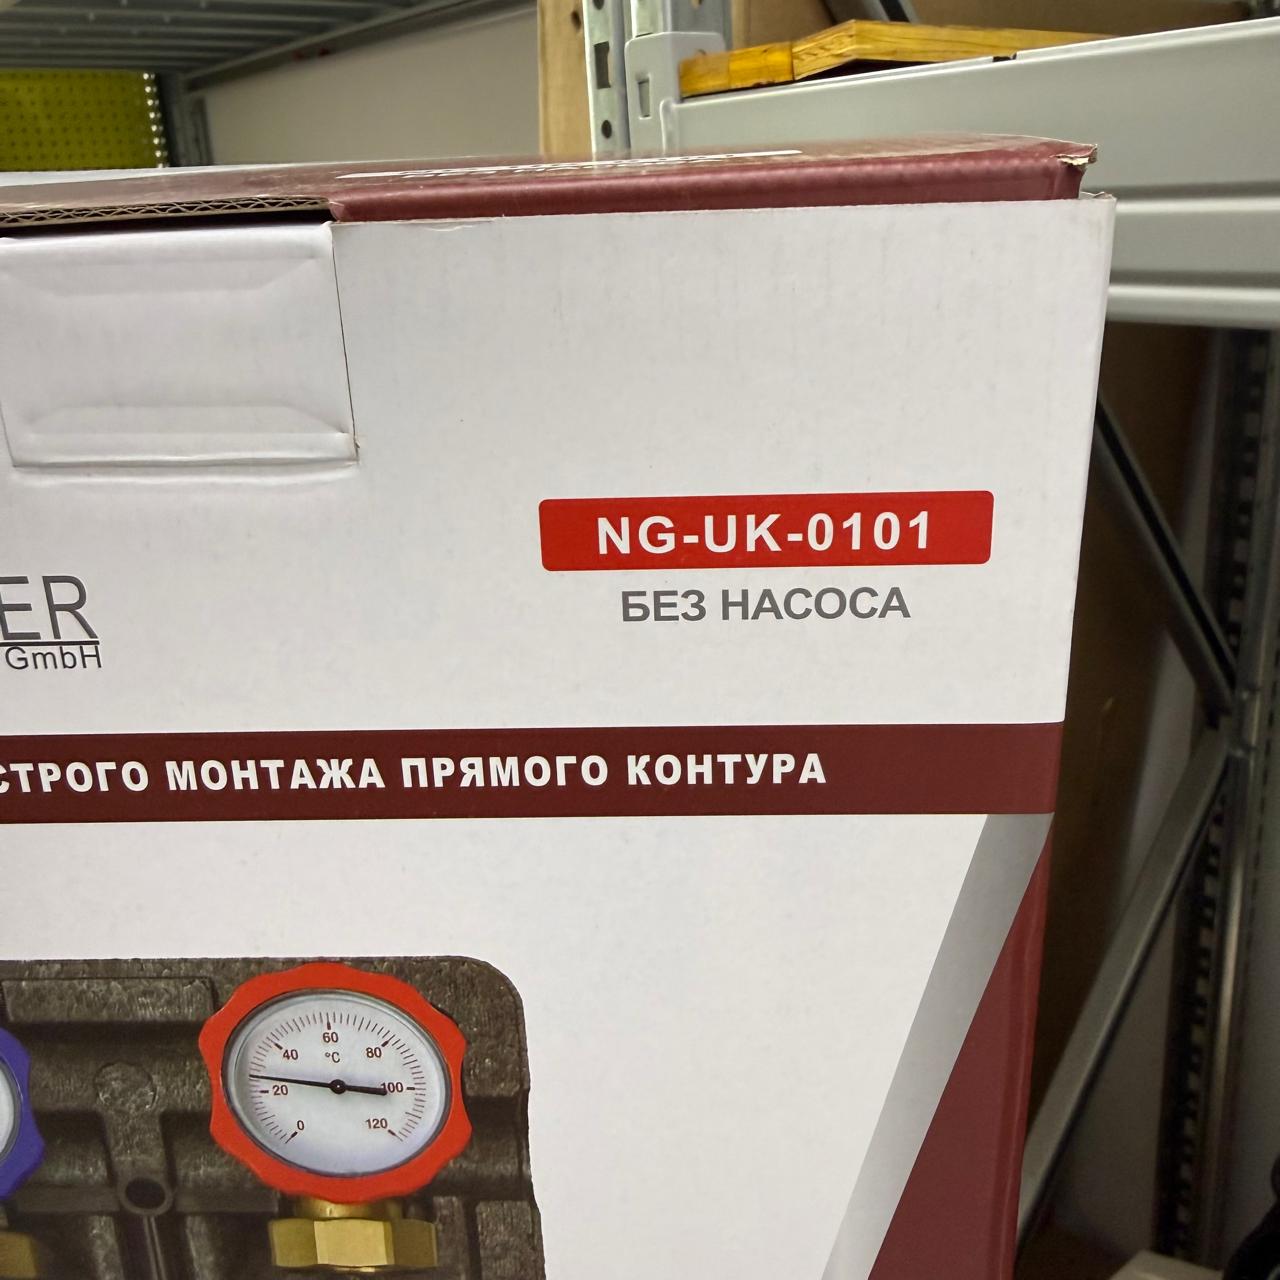 NG-UK-0101
БЕЗ НАСОСА
ER
GmbH
СТРОГО МОНТАЖА ПРЯМОГО КОНТУРА
60
40 °C 80
20 100
0 120